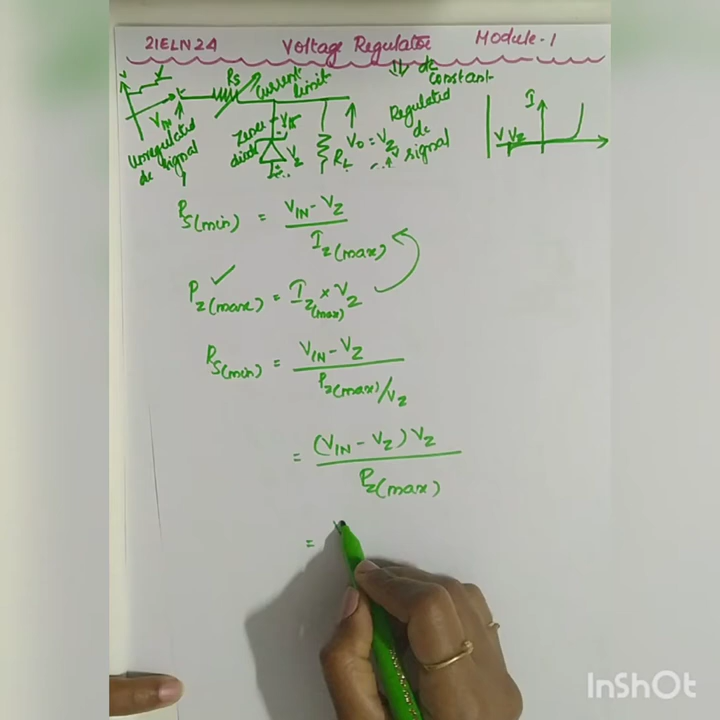 21ELN24 Voltage Regulator Module-1
⇓ dc constant
Rs current limit
V
I
VIN
Unregulated dc signal
Zener diode
VZ
RL
V0 = VZ
Regulated dc signal
V VZ
RS(min) = VIN - VZ / IZ(max)
PZ(max) = IZ(max) × VZ
RS(min) = VIN - VZ / PZ(max)/VZ
= (VIN - VZ) VZ / PZ(max)
=
InShOt